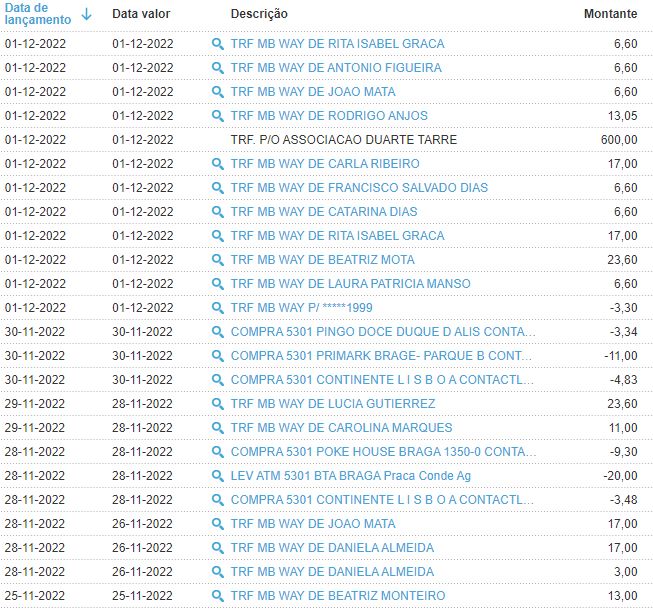 Data de lançamento Data valor Descrição Montante
01-12-2022 01-12-2022 TRF MB WAY DE RITA ISABEL GRACA 6,60
01-12-2022 01-12-2022 TRF MB WAY DE ANTONIO FIGUEIRA 6,60
01-12-2022 01-12-2022 TRF MB WAY DE JOAO MATA 6,60
01-12-2022 01-12-2022 TRF MB WAY DE RODRIGO ANJOS 13,05
01-12-2022 01-12-2022 TRF. P/O ASSOCIACAO DUARTE TARRE 600,00
01-12-2022 01-12-2022 TRF MB WAY DE CARLA RIBEIRO 17,00
01-12-2022 01-12-2022 TRF MB WAY DE FRANCISCO SALVADO DIAS 6,60
01-12-2022 01-12-2022 TRF MB WAY DE CATARINA DIAS 6,60
01-12-2022 01-12-2022 TRF MB WAY DE RITA ISABEL GRACA 17,00
01-12-2022 01-12-2022 TRF MB WAY DE BEATRIZ MOTA 23,60
01-12-2022 01-12-2022 TRF MB WAY DE LAURA PATRICIA MANSO 6,60
01-12-2022 01-12-2022 TRF MB WAY P/ *****1999 -3,30
30-11-2022 30-11-2022 COMPRA 5301 PINGO DOCE DUQUE D ALIS CONTA... -3,34
30-11-2022 30-11-2022 COMPRA 5301 PRIMARK BRAGE- PARQUE B CONT... -11,00
30-11-2022 30-11-2022 COMPRA 5301 CONTINENTE L I S B O A CONTACTL... -4,83
29-11-2022 28-11-2022 TRF MB WAY DE LUCIA GUTIERREZ 23,60
29-11-2022 28-11-2022 TRF MB WAY DE CAROLINA MARQUES 11,00
28-11-2022 28-11-2022 COMPRA 5301 POKE HOUSE BRAGA 1350-0 CONTA... -9,30
28-11-2022 28-11-2022 LEV ATM 5301 BTA BRAGA Praca Conde Ag -20,00
28-11-2022 28-11-2022 COMPRA 5301 CONTINENTE L I S B O A CONTACTL... -3,48
28-11-2022 26-11-2022 TRF MB WAY DE JOAO MATA 17,00
28-11-2022 26-11-2022 TRF MB WAY DE DANIELA ALMEIDA 17,00
28-11-2022 26-11-2022 TRF MB WAY DE DANIELA ALMEIDA 3,00
25-11-2022 25-11-2022 TRF MB WAY DE BEATRIZ MONTEIRO 13,00